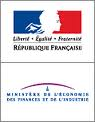 Liberté • Égalité • Fraternité
RÉPUBLIQUE FRANÇAISE
MINISTÈRE DE L'ÉCONOMIE
DES FINANCES ET DE L'INDUSTRIE